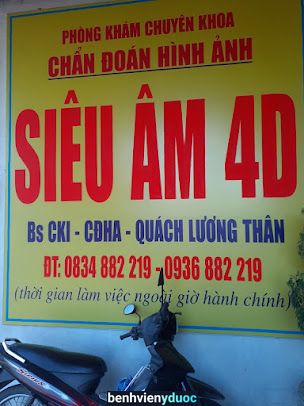 PHÒNG KHÁM CHUYÊN KHOA
CHẨN ĐOÁN HÌNH ẢNH
SIÊU ÂM 4D
Bs CKI - CĐHA - QUÁCH LƯƠNG THÂN
ĐT: 0834 882 219 - 0936 882 219
(thời gian làm việc ngoài giờ hành chính)
benhvienyduoc